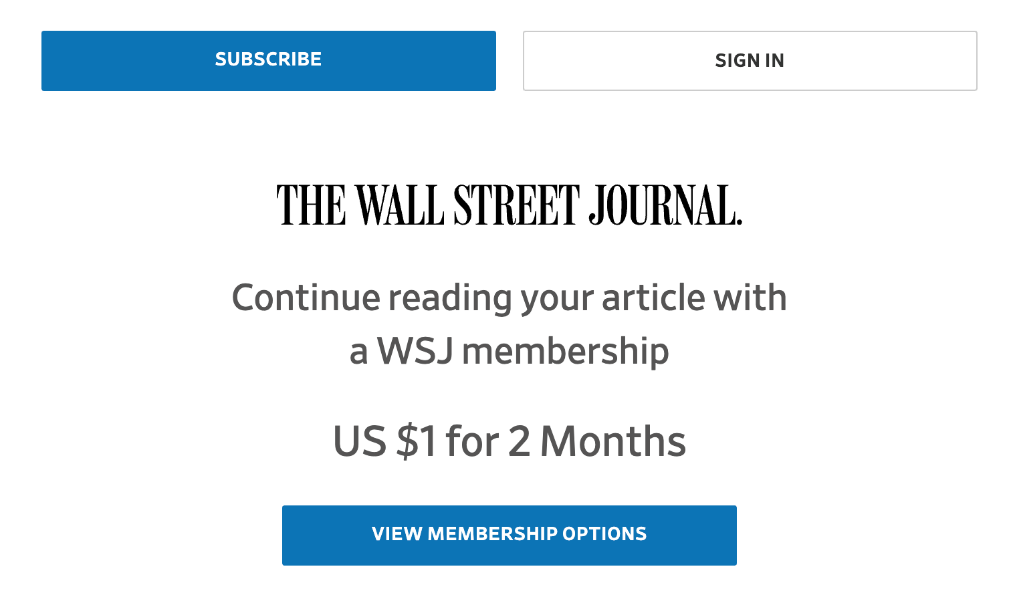 SUBSCRIBE
SIGN IN
THE WALL STREET JOURNAL.
Continue reading your article with
a WSJ membership
US $1 for 2 Months
VIEW MEMBERSHIP OPTIONS